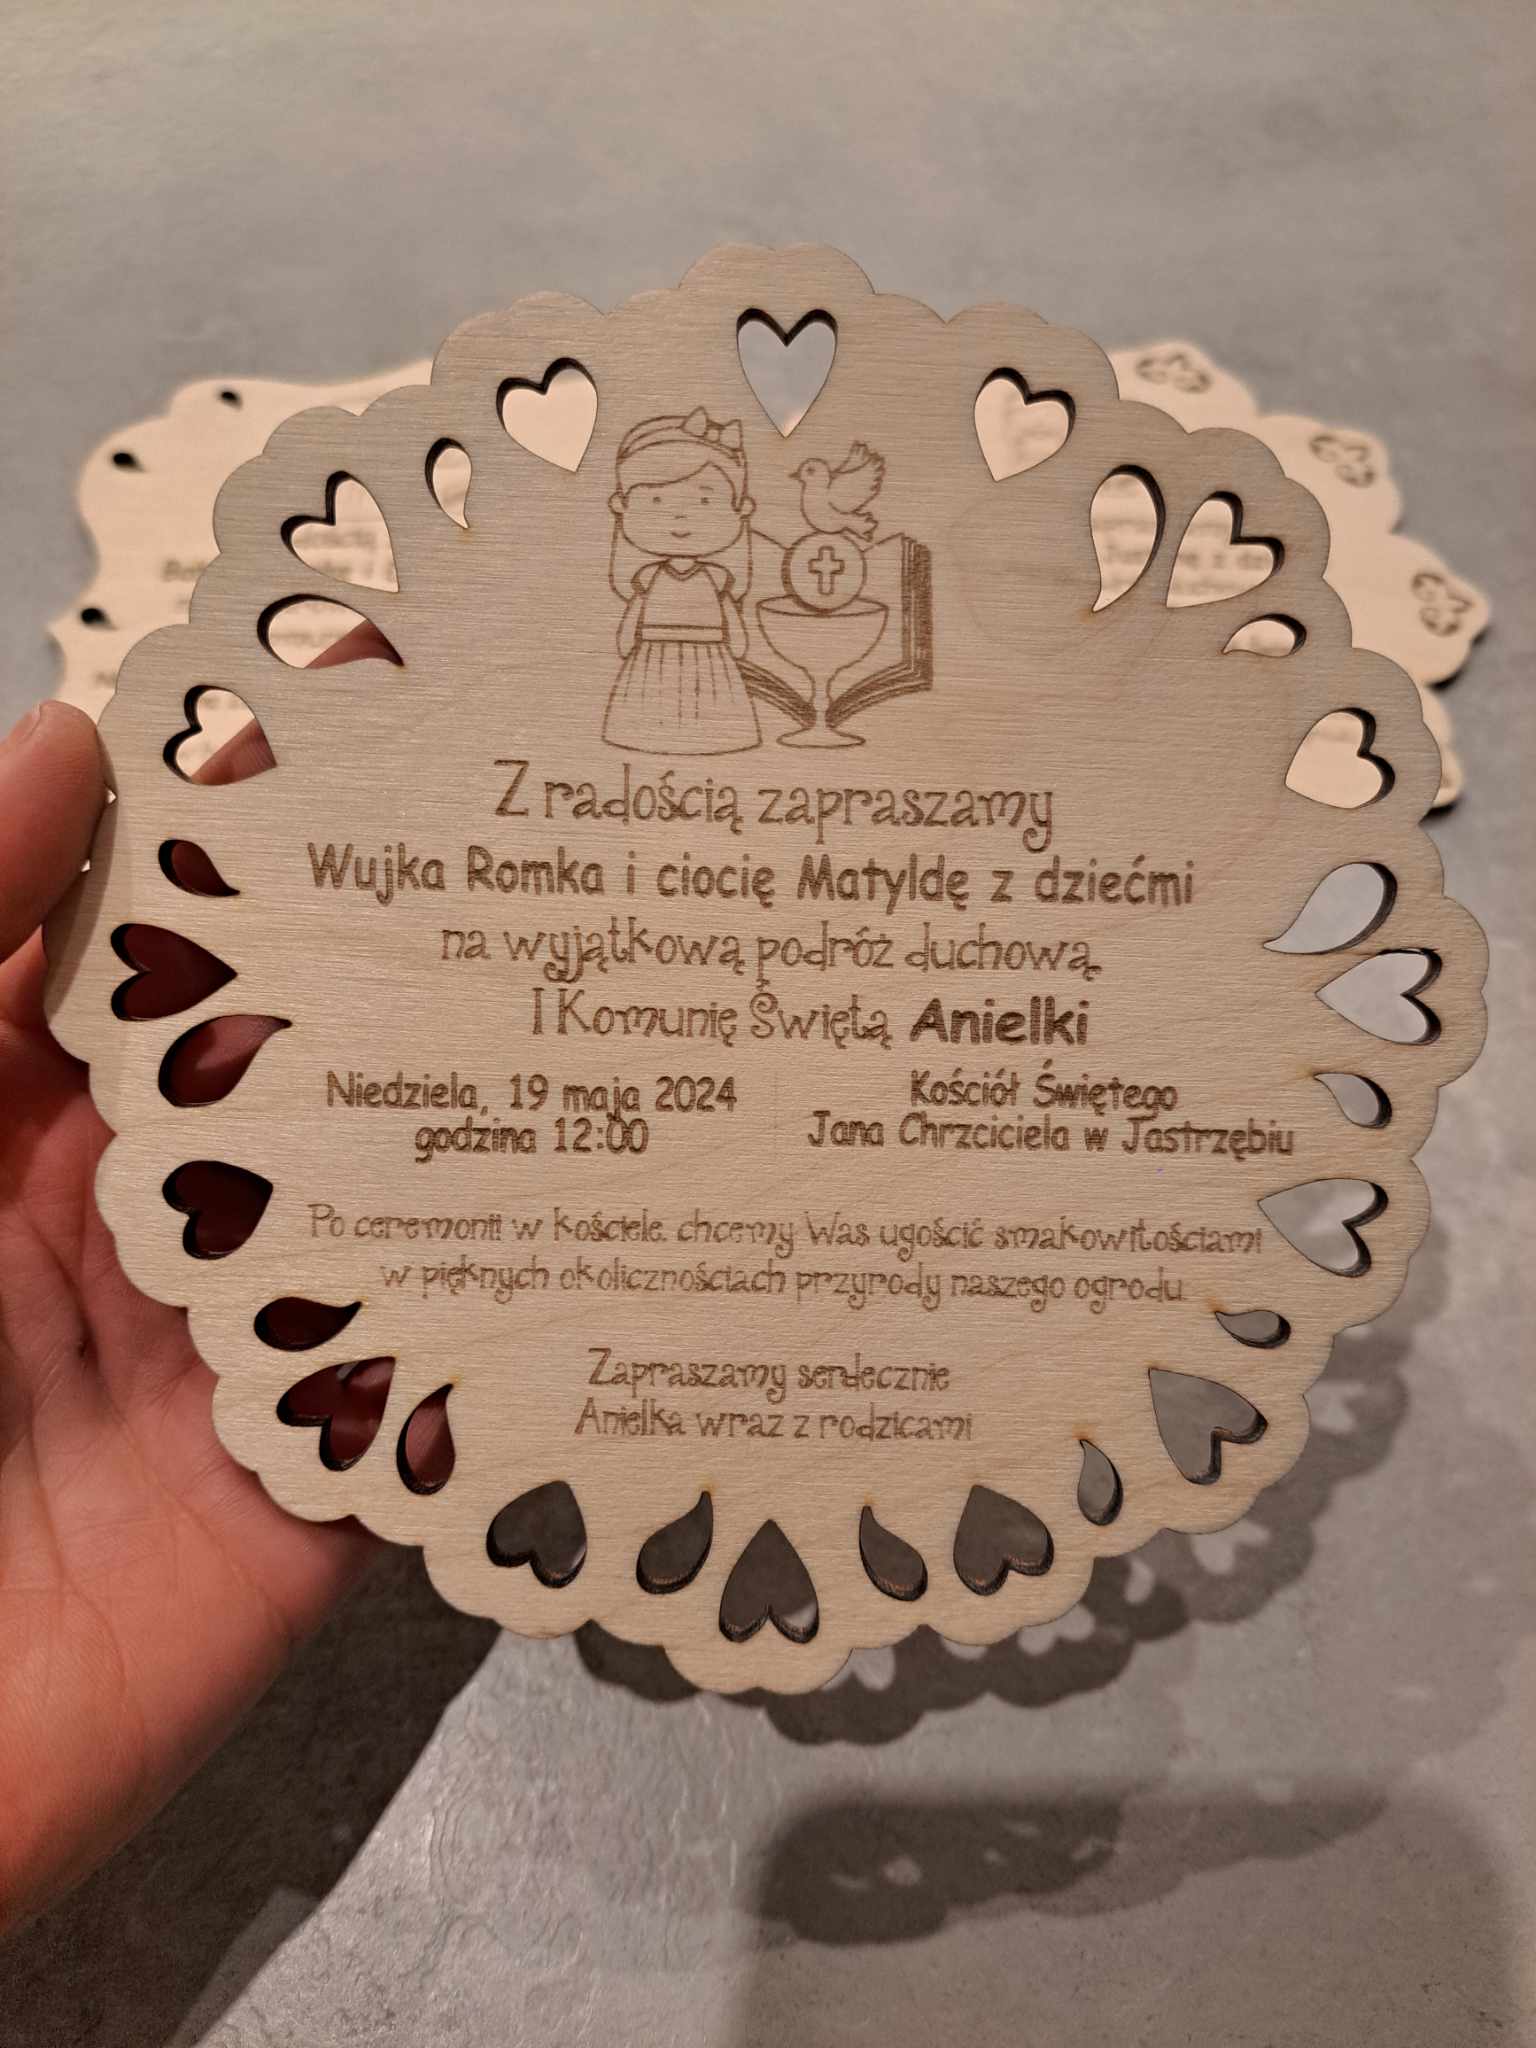 Z radością zapraszamy
Wujka Romka i ciocię Matyldę z dziećmi
na wyjątkową podróż duchową
I Komunię Świętą Anielki
Niedziela, 19 maja 2024
godzina 12:00
Kościół Świętego
Jana Chrzciciela w Jastrzębiu
Po ceremonii w kościele, chcemy Was ugościć smakowitościami
w pięknych okolicznościach przyrody naszego ogrodu.
Zapraszamy serdecznie
Anielka wraz z rodzicami